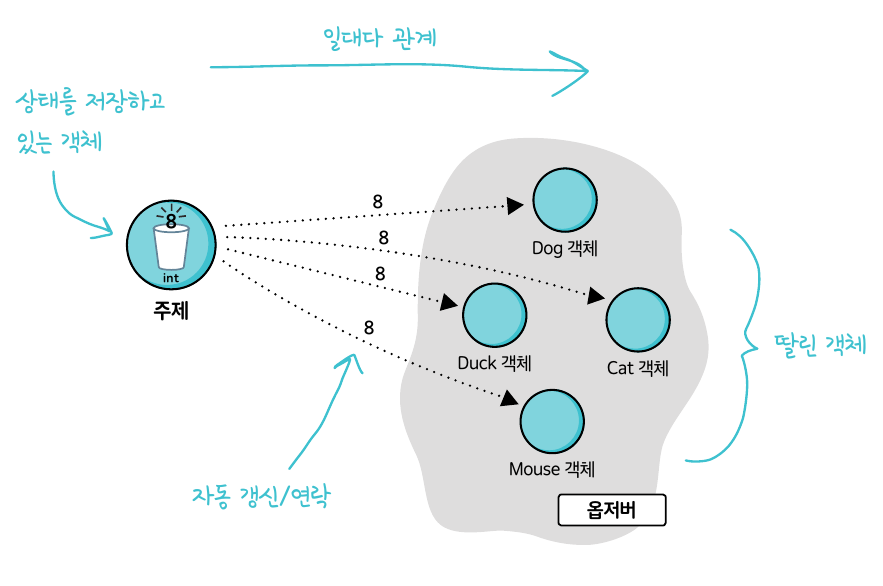 일대다 관계
상태를 저장하고
있는 객체
8
int
주제
8
8
8
8
Dog 객체
Duck 객체
Cat 객체
Mouse 객체
옵저버
딸린 객체
자동 갱신/연락